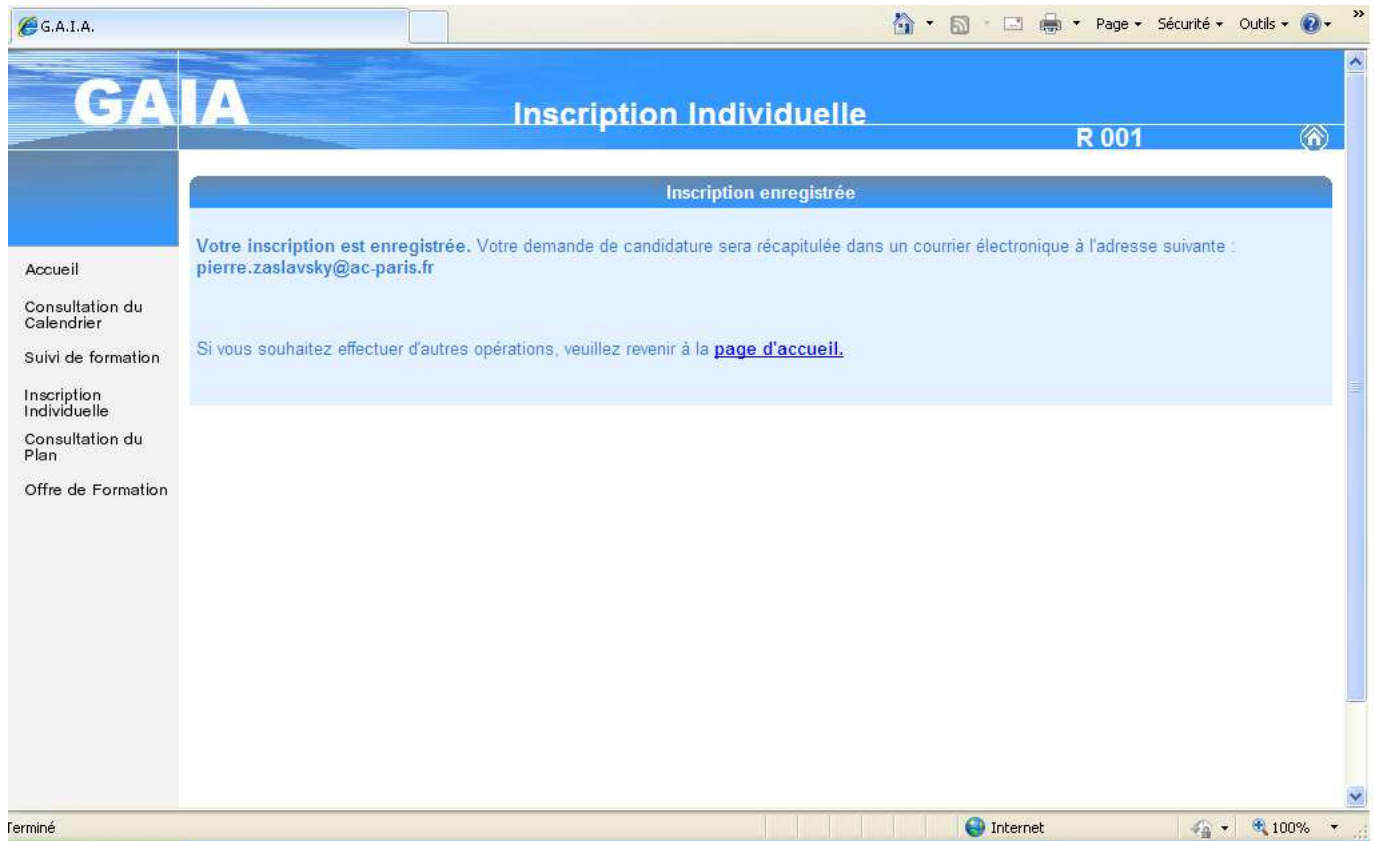 G.A.I.A.
Page Sécurité Outils
GAIA
Inscription Individuelle
R 001
Inscription enregistrée
Votre inscription est enregistrée. Votre demande de candidature sera récapitulée dans un courrier électronique à l'adresse suivante :
pierre.zaslavsky@ac-paris.fr
Si vous souhaitez effectuer d'autres opérations, veuillez revenir à la page d'accueil.
Accueil
Consultation du
Calendrier
Suivi de formation
Inscription
Individuelle
Consultation du
Plan
Offre de Formation
Terminé
Internet
100%